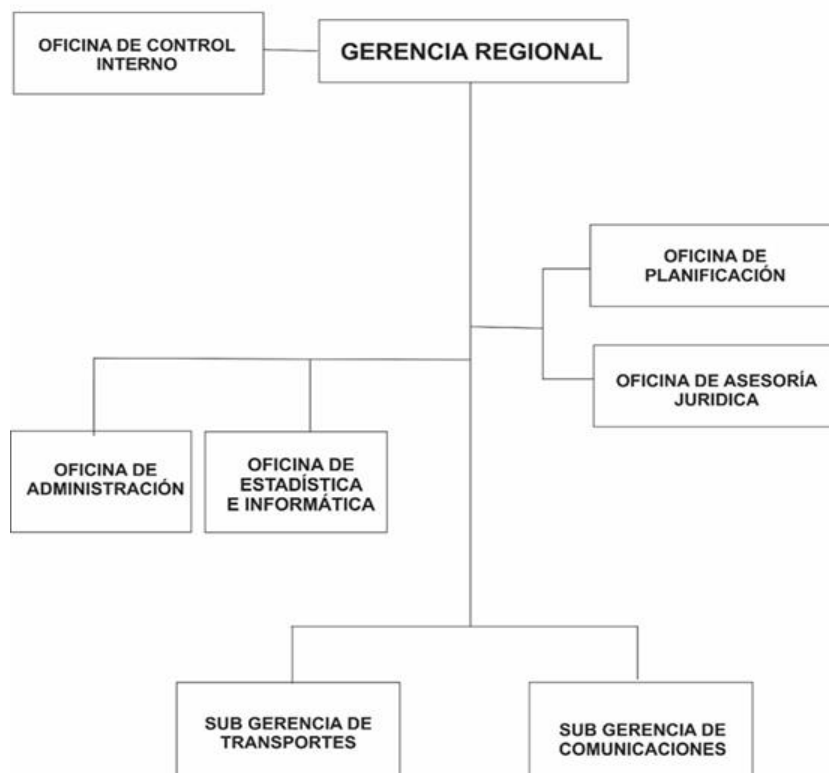 OFICINA DE CONTROL
INTERNO
GERENCIA REGIONAL
OFICINA DE
PLANIFICACIÓN
OFICINA DE ASESORÍA
JURIDICA
OFICINA DE
ADMINISTRACIÓN
OFICINA DE
ESTADÍSTICA
E INFORMÁTICA
SUB GERENCIA DE
TRANSPORTES
SUB GERENCIA DE
COMUNICACIONES